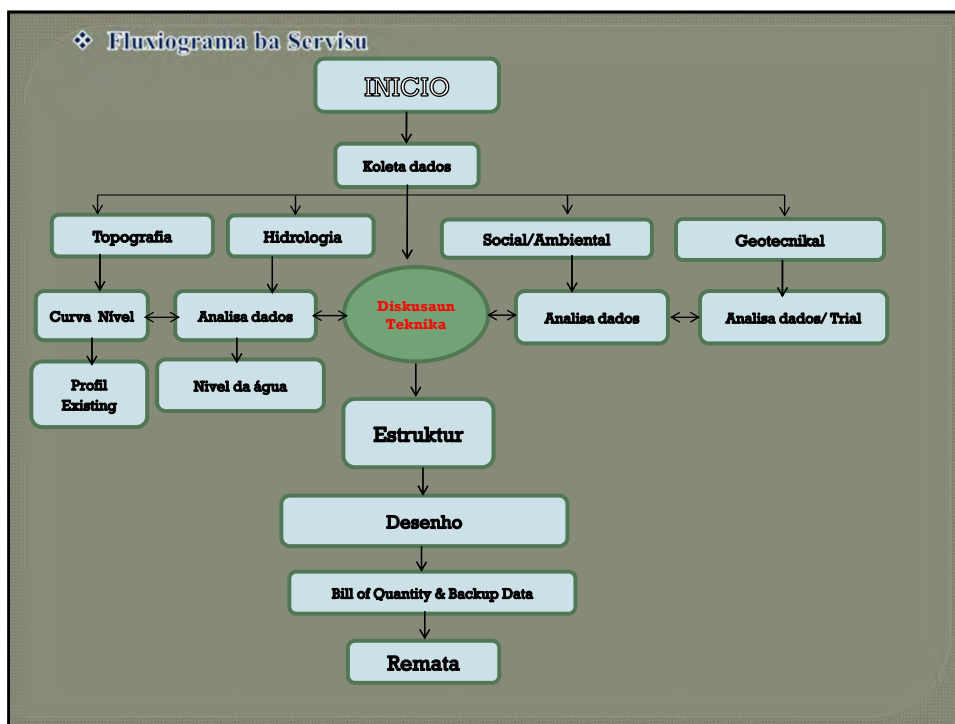 ❖ Fluxiograma ba Servisu
INICIO
Koleta dados
Topografia
Hidrologia
Social/Ambiental
Geotecnikal
Curva Nível
Analisa dados
Diskusaun
Teknika
Analisa dados
Analisa dados/ Trial
Profil
Existing
Nivel da água
Estruktur
Desenho
Bill of Quantity & Backup Data
Remata